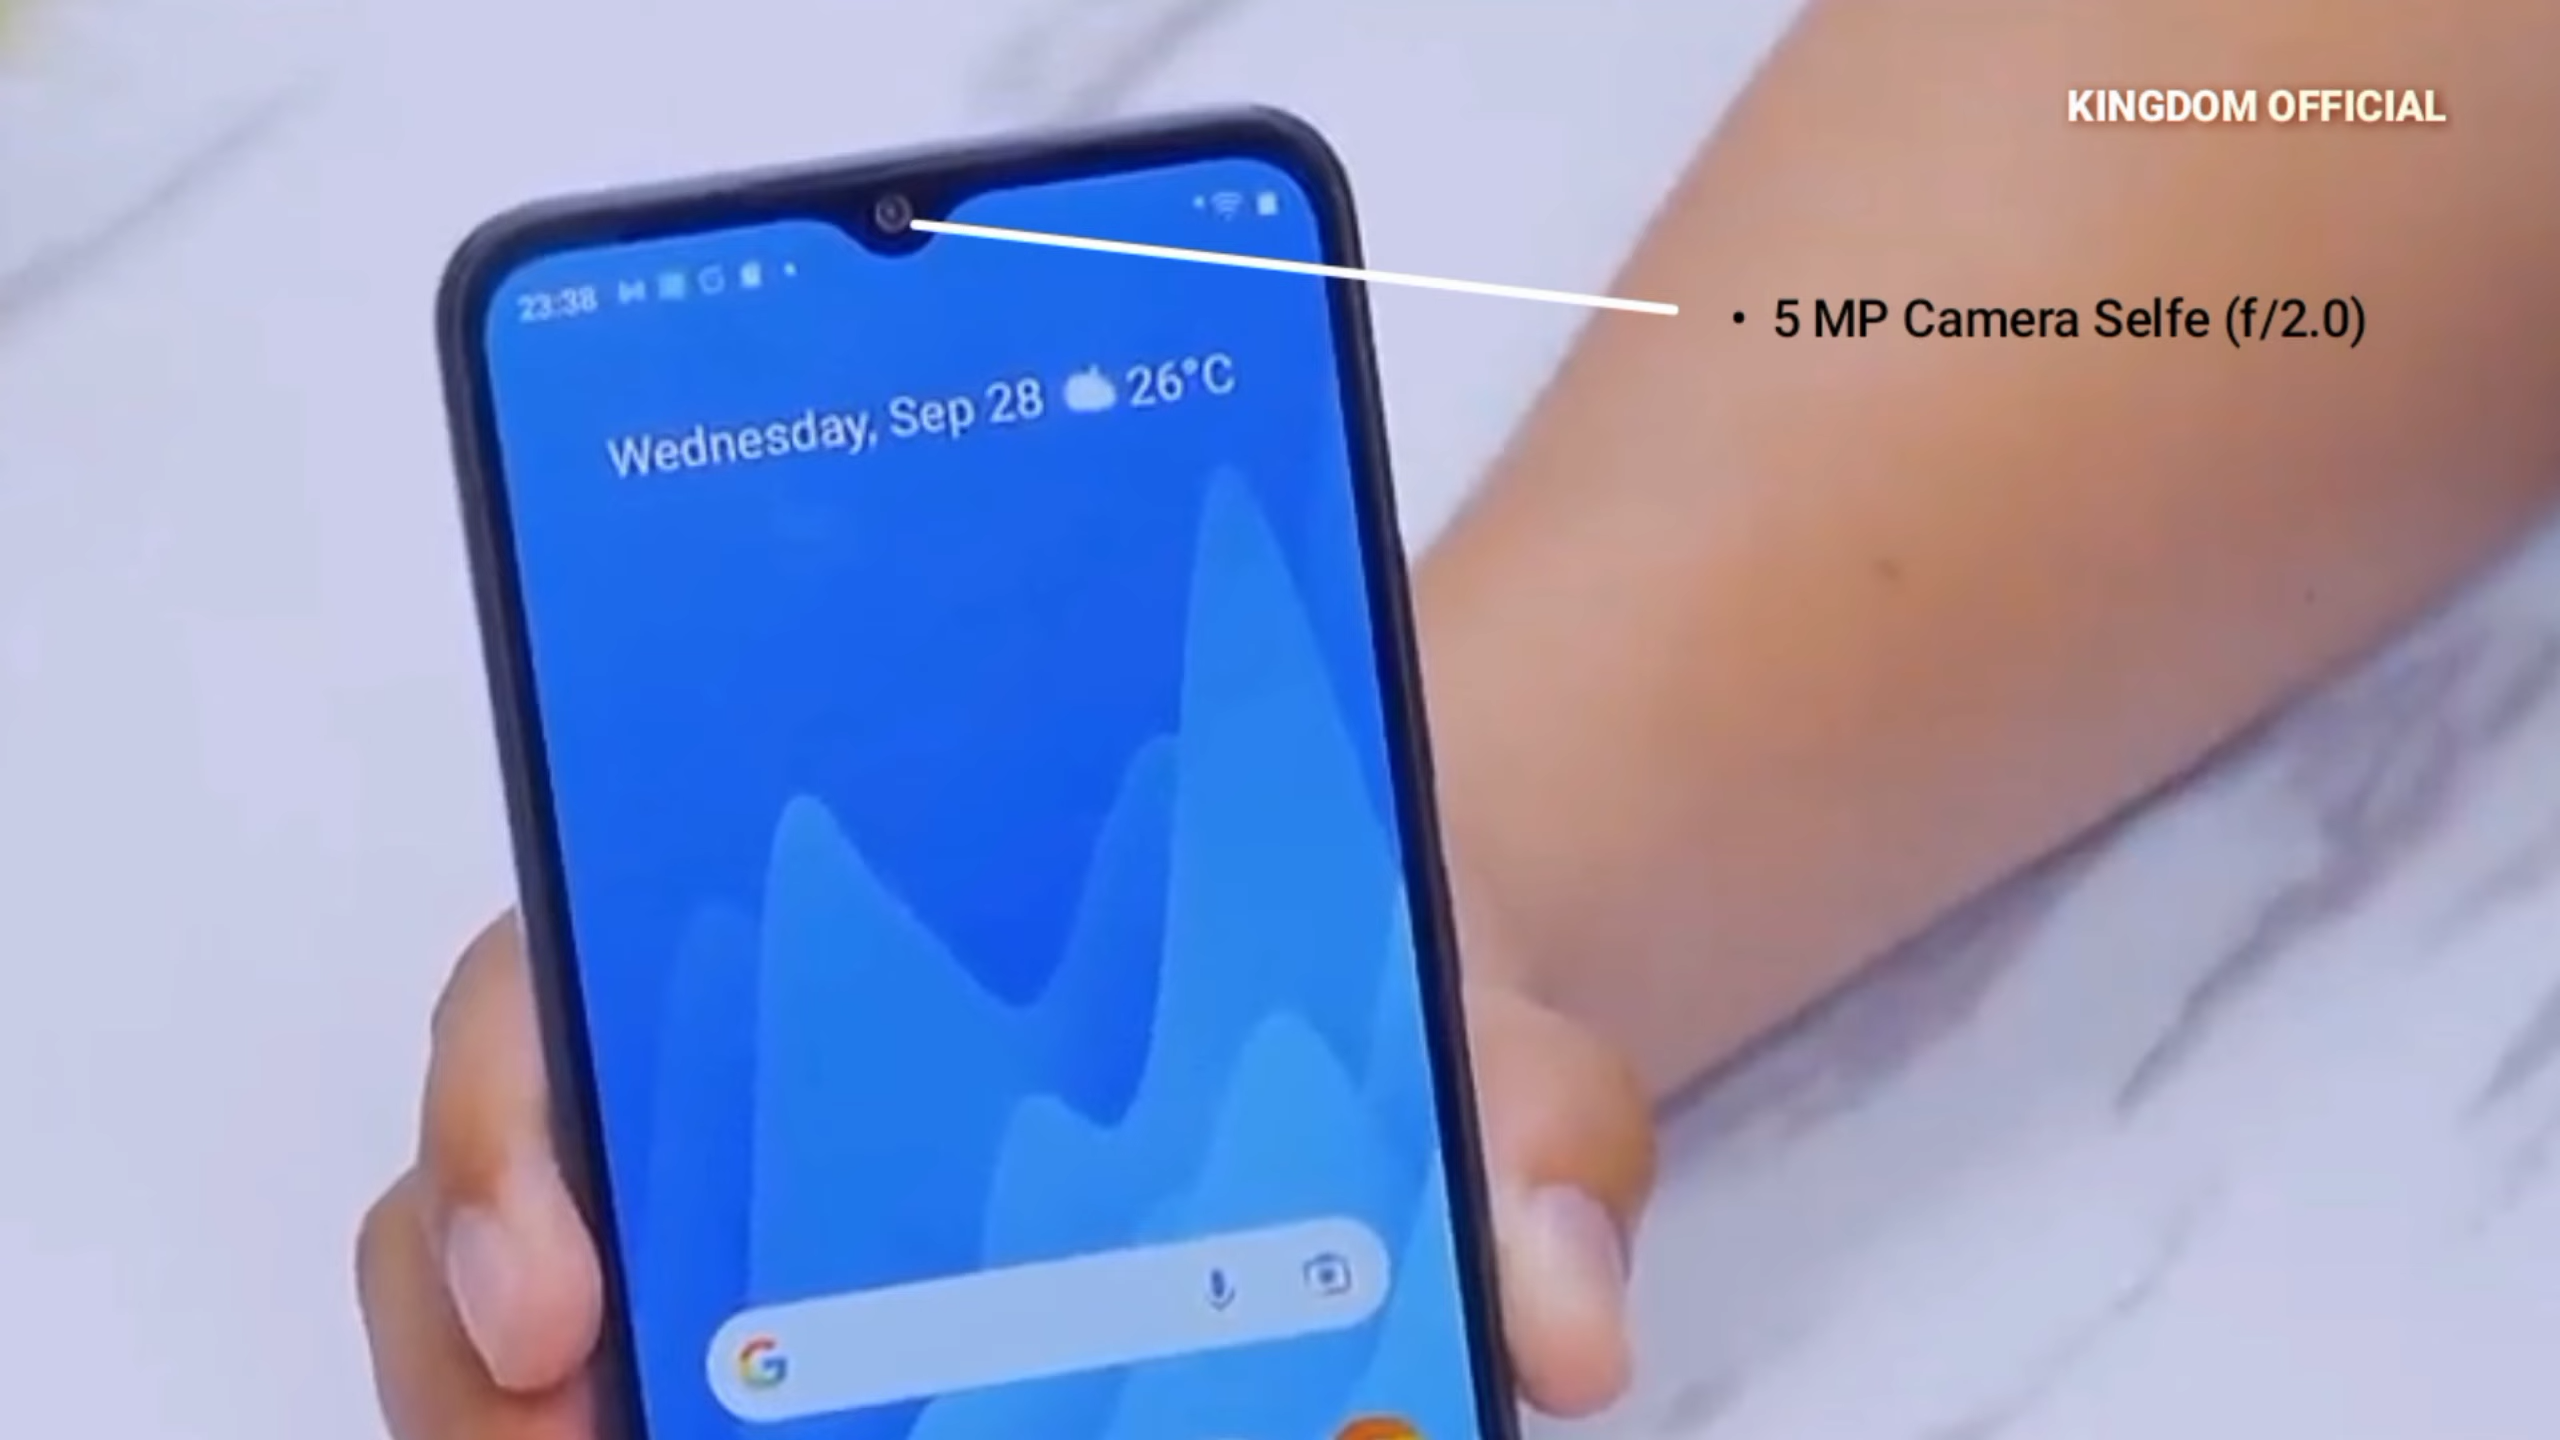 KINGDOM OFFICIAL
• 5 MP Camera Selfe (f/2.0)
23:38
Wednesday, Sep 28 26°C
G